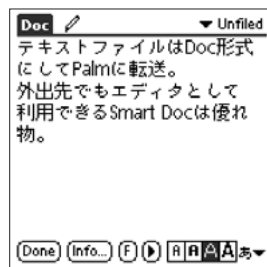 Doc Unfiled
テキストファイルはDoc形式
にしてPalmに転送。
外出先でもエディタとして
利用できるSmart Docは優れ
物。
Done Info... F A A A A あ